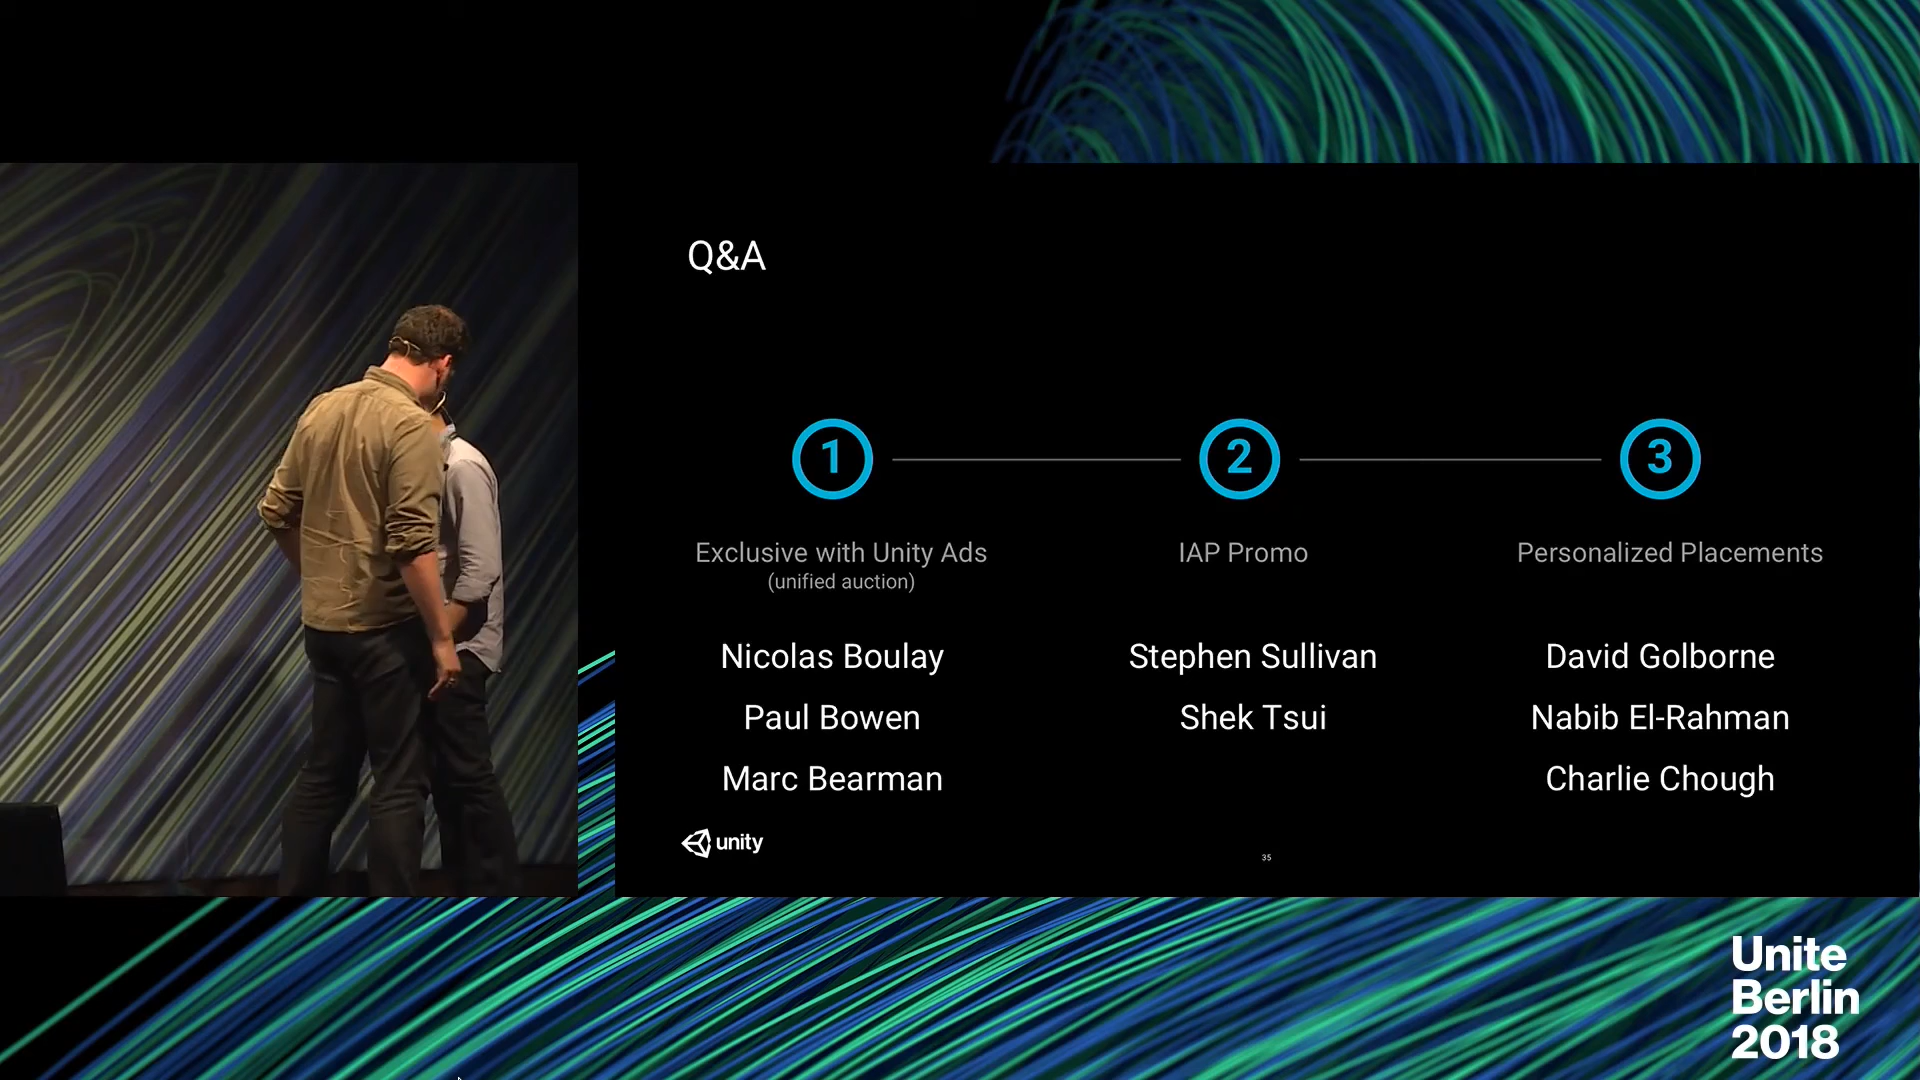 Q&A
1
2
3
Exclusive with Unity Ads
(unified auction)
IAP Promo
Personalized Placements
Nicolas Boulay
Paul Bowen
Marc Bearman
Stephen Sullivan
Shek Tsui
David Golborne
Nabib El-Rahman
Charlie Chough
unity
35
Unite
Berlin
2018